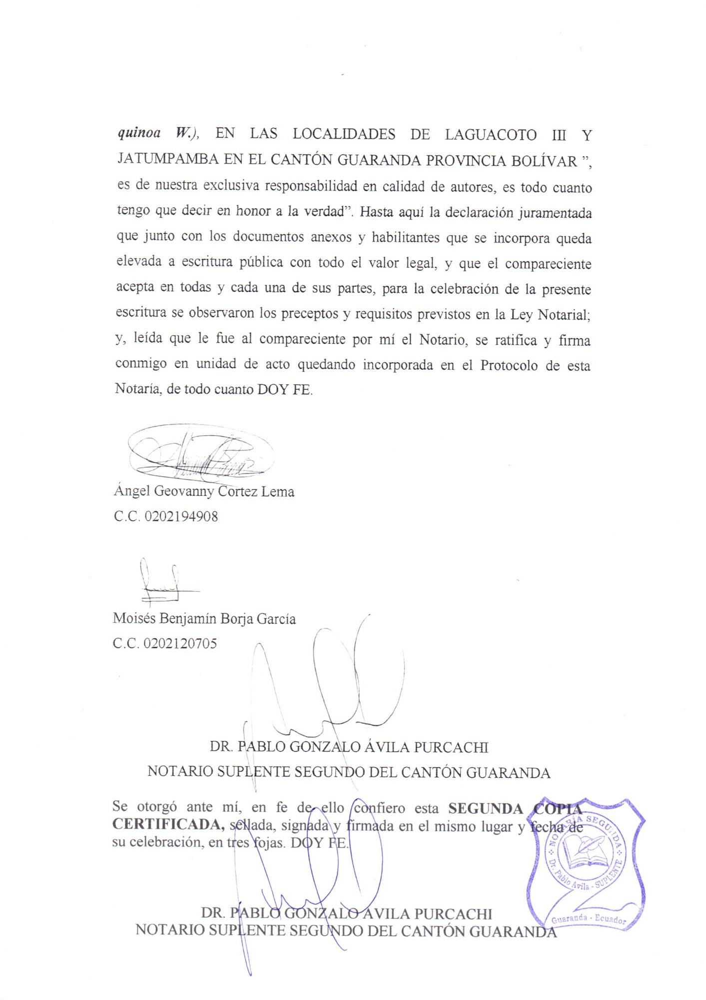 quinoa W.), EN LAS LOCALIDADES DE LAGUACOTO III Y
JATUMPAMBA EN EL CANTÓN GUARANDA PROVINCIA BOLÍVAR ”,
es de nuestra exclusiva responsabilidad en calidad de autores, es todo cuanto
tengo que decir en honor a la verdad”. Hasta aquí la declaración juramentada
que junto con los documentos anexos y habilitantes que se incorpora queda
elevada a escritura pública con todo el valor legal, y que el compareciente
acepta en todas y cada una de sus partes, para la celebración de la presente
escritura se observaron los preceptos y requisitos previstos en la Ley Notarial;
y, leída que le fue al compareciente por mí el Notario, se ratifica y firma
conmigo en unidad de acto quedando incorporada en el Protocolo de esta
Notaría, de todo cuanto DOY FE.
Ángel Geovanny Cortez Lema
C.C. 0202194908
Moisés Benjamín Borja García
C.C. 0202120705
DR. PABLO GONZALO ÁVILA PURCACHI
NOTARIO SUPLENTE SEGUNDO DEL CANTÓN GUARANDA
Se otorgó ante mí, en fe de ello confiero esta SEGUNDA COPIA
CERTIFICADA, sellada, signada y firmada en el mismo lugar y fecha de
su celebración, en tres fojas. DOY FE.
NOTARÍA SEGUNDA
Dr. Pablo Avila - SUPLENTE
Guaranda - Ecuador
DR. PABLO GONZALO AVILA PURCACHI
NOTARIO SUPLENTE SEGUNDO DEL CANTÓN GUARANDA